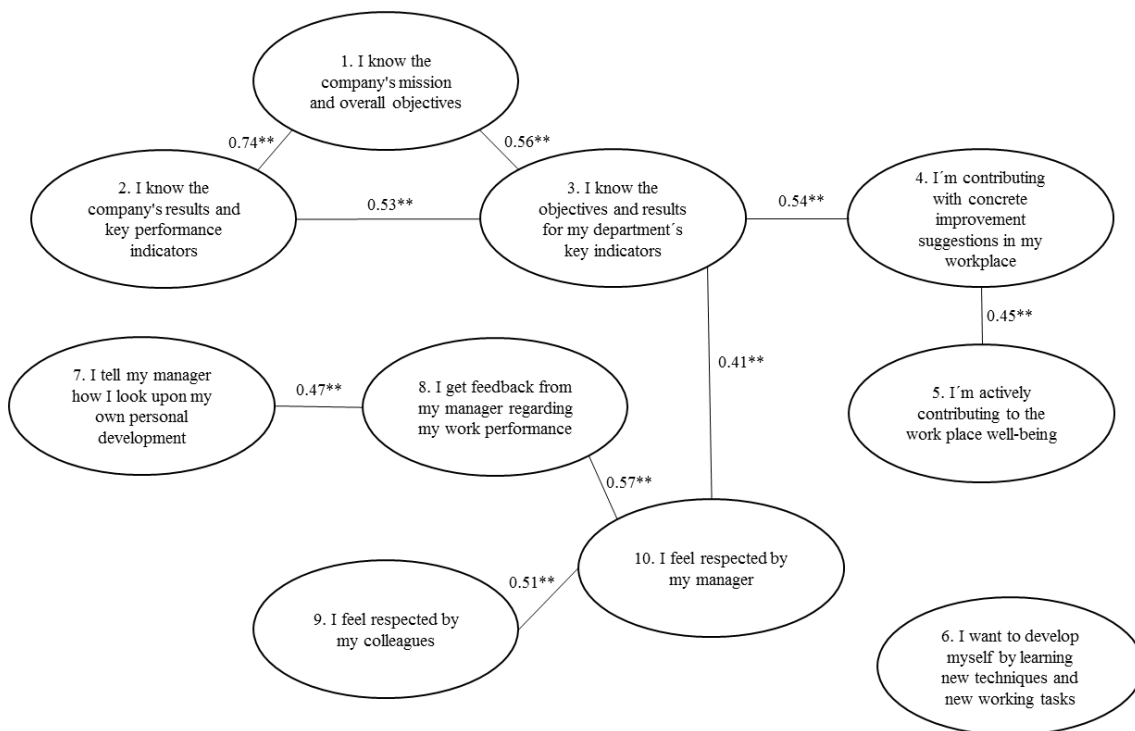 1. I know the
company's mission
and overall objectives
0.74**
0.56**
2. I know the
company's results and
key performance
indicators
0.53**
3. I know the
objectives and results
for my department´s
key indicators
0.54**
4. I´m contributing
with concrete
improvement
suggestions in my
workplace
0.45**
0.41**
7. I tell my manager
how I look upon my
own personal
development
0.47**
8. I get feedback from
my manager regarding
my work performance
5. I´m actively
contributing to the
work place well-being
0.57**
10. I feel respected by
my manager
0.51**
9. I feel respected by
my colleagues
6. I want to develop
myself by learning
new techniques and
new working tasks